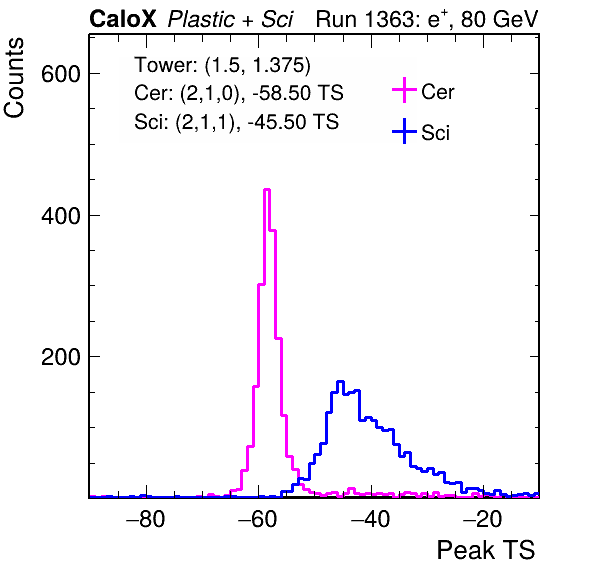 CaloX Plastic + Sci Run 1363: e⁺, 80 GeV
Tower: (1.5, 1.375)
Cer: (2,1,0), -58.50 TS
Sci: (2,1,1), -45.50 TS
Cer
Sci
Counts
600
400
200
−80 −60 −40 −20
Peak TS